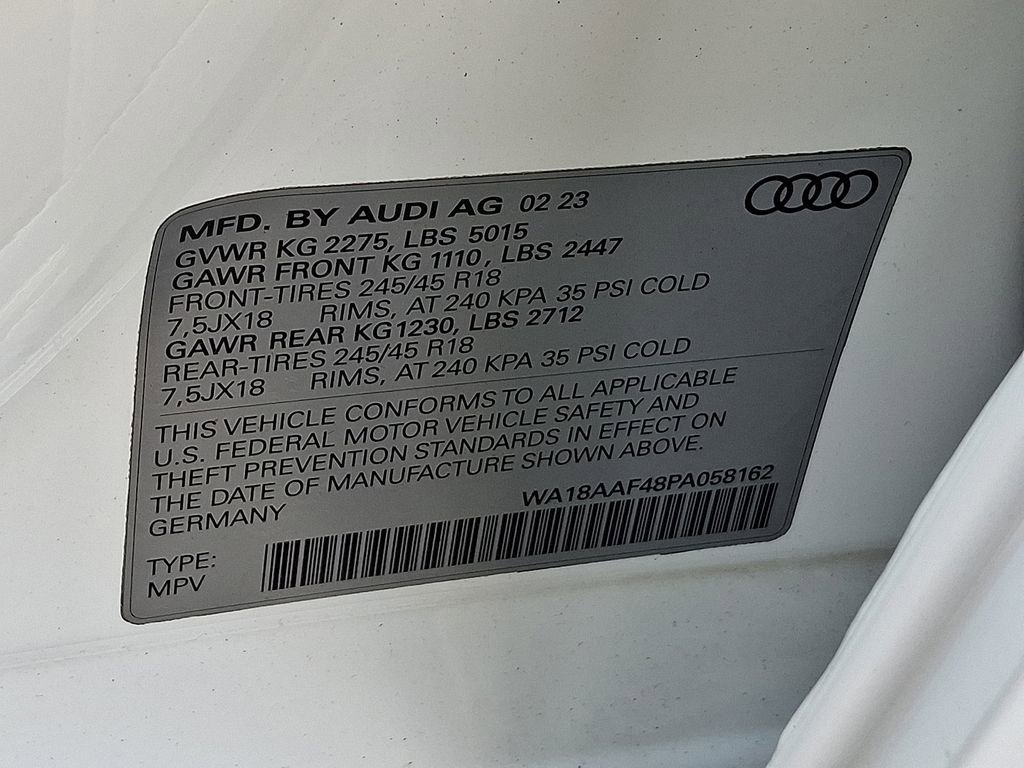 MFD. BY AUDI AG 02 23
GVWR KG 2275, LBS 5015
GAWR FRONT KG 1110, LBS 2447
FRONT-TIRES 245/45 R18
7,5JX18 RIMS, AT 240 KPA 35 PSI COLD
GAWR REAR KG1230, LBS 2712
REAR-TIRES 245/45 R18
7,5JX18 RIMS, AT 240 KPA 35 PSI COLD
THIS VEHICLE CONFORMS TO ALL APPLICABLE
U.S. FEDERAL MOTOR VEHICLE SAFETY AND
THEFT PREVENTION STANDARDS IN EFFECT ON
THE DATE OF MANUFACTURE SHOWN ABOVE.
GERMANY WA18AAF48PA058162
TYPE:
MPV